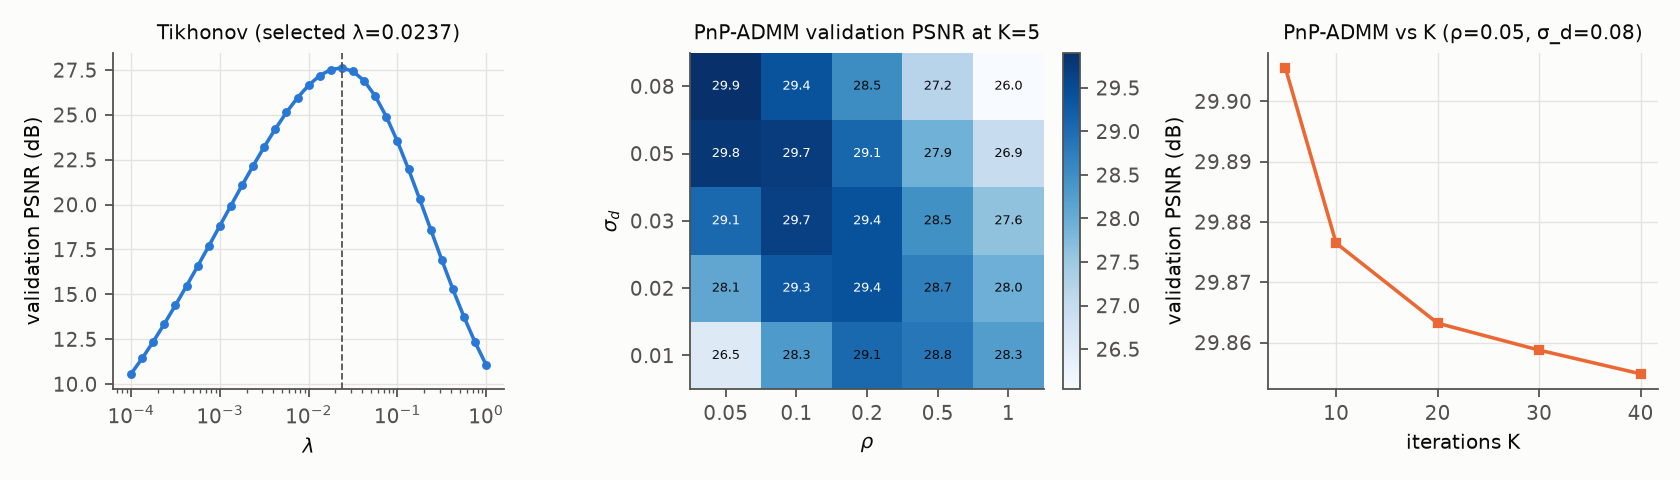 Tikhonov (selected λ=0.0237)
validation PSNR (dB)
27.5
25.0
22.5
20.0
17.5
15.0
12.5
10.0
10⁻⁴ 10⁻³ 10⁻² 10⁻¹ 10⁰
λ
PnP-ADMM validation PSNR at K=5
σ_d
0.08 29.9 29.4 28.5 27.2 26.0
0.05 29.8 29.7 29.1 27.9 26.9
0.03 29.1 29.7 29.4 28.5 27.6
0.02 28.1 29.3 29.4 28.7 28.0
0.01 26.5 28.3 29.1 28.8 28.3
0.05 0.1 0.2 0.5 1
ρ
29.5
29.0
28.5
28.0
27.5
27.0
26.5
PnP-ADMM vs K (ρ=0.05, σ_d=0.08)
validation PSNR (dB)
29.90
29.89
29.88
29.87
29.86
10 20 30 40
iterations K